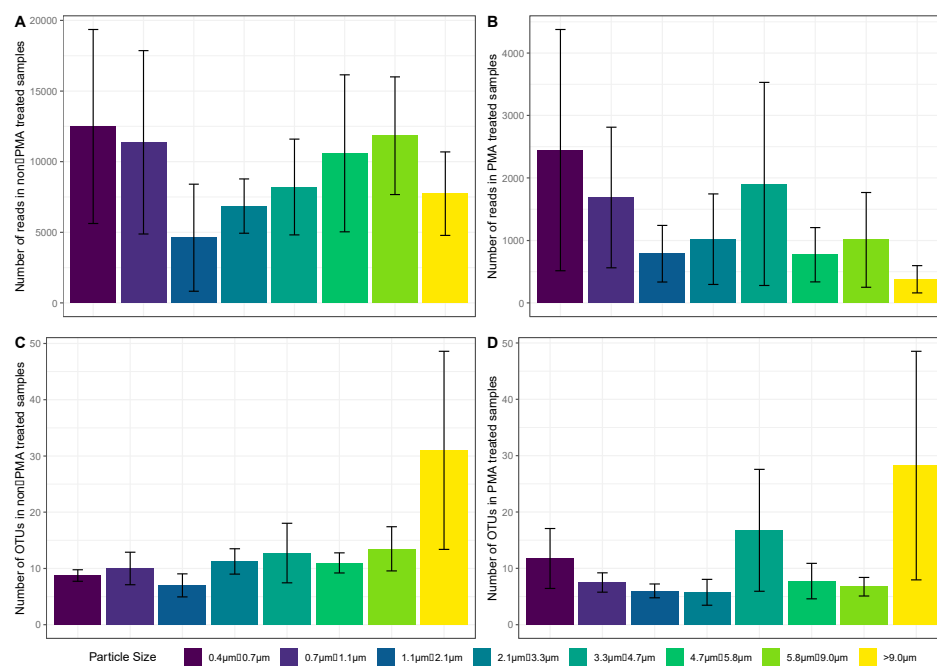 A
B
20000
15000
10000
5000
0
Number of reads in non▯PMA treated samples
4000
3000
2000
1000
0
Number of reads in PMA treated samples
C
D
50
40
30
20
10
0
Number of OTUs in non▯PMA treated samples
50
40
30
20
10
0
Number of OTUs in PMA treated samples
Particle Size 0.4µm▯0.7µm 0.7µm▯1.1µm 1.1µm▯2.1µm 2.1µm▯3.3µm 3.3µm▯4.7µm 4.7µm▯5.8µm 5.8µm▯9.0µm >9.0µm